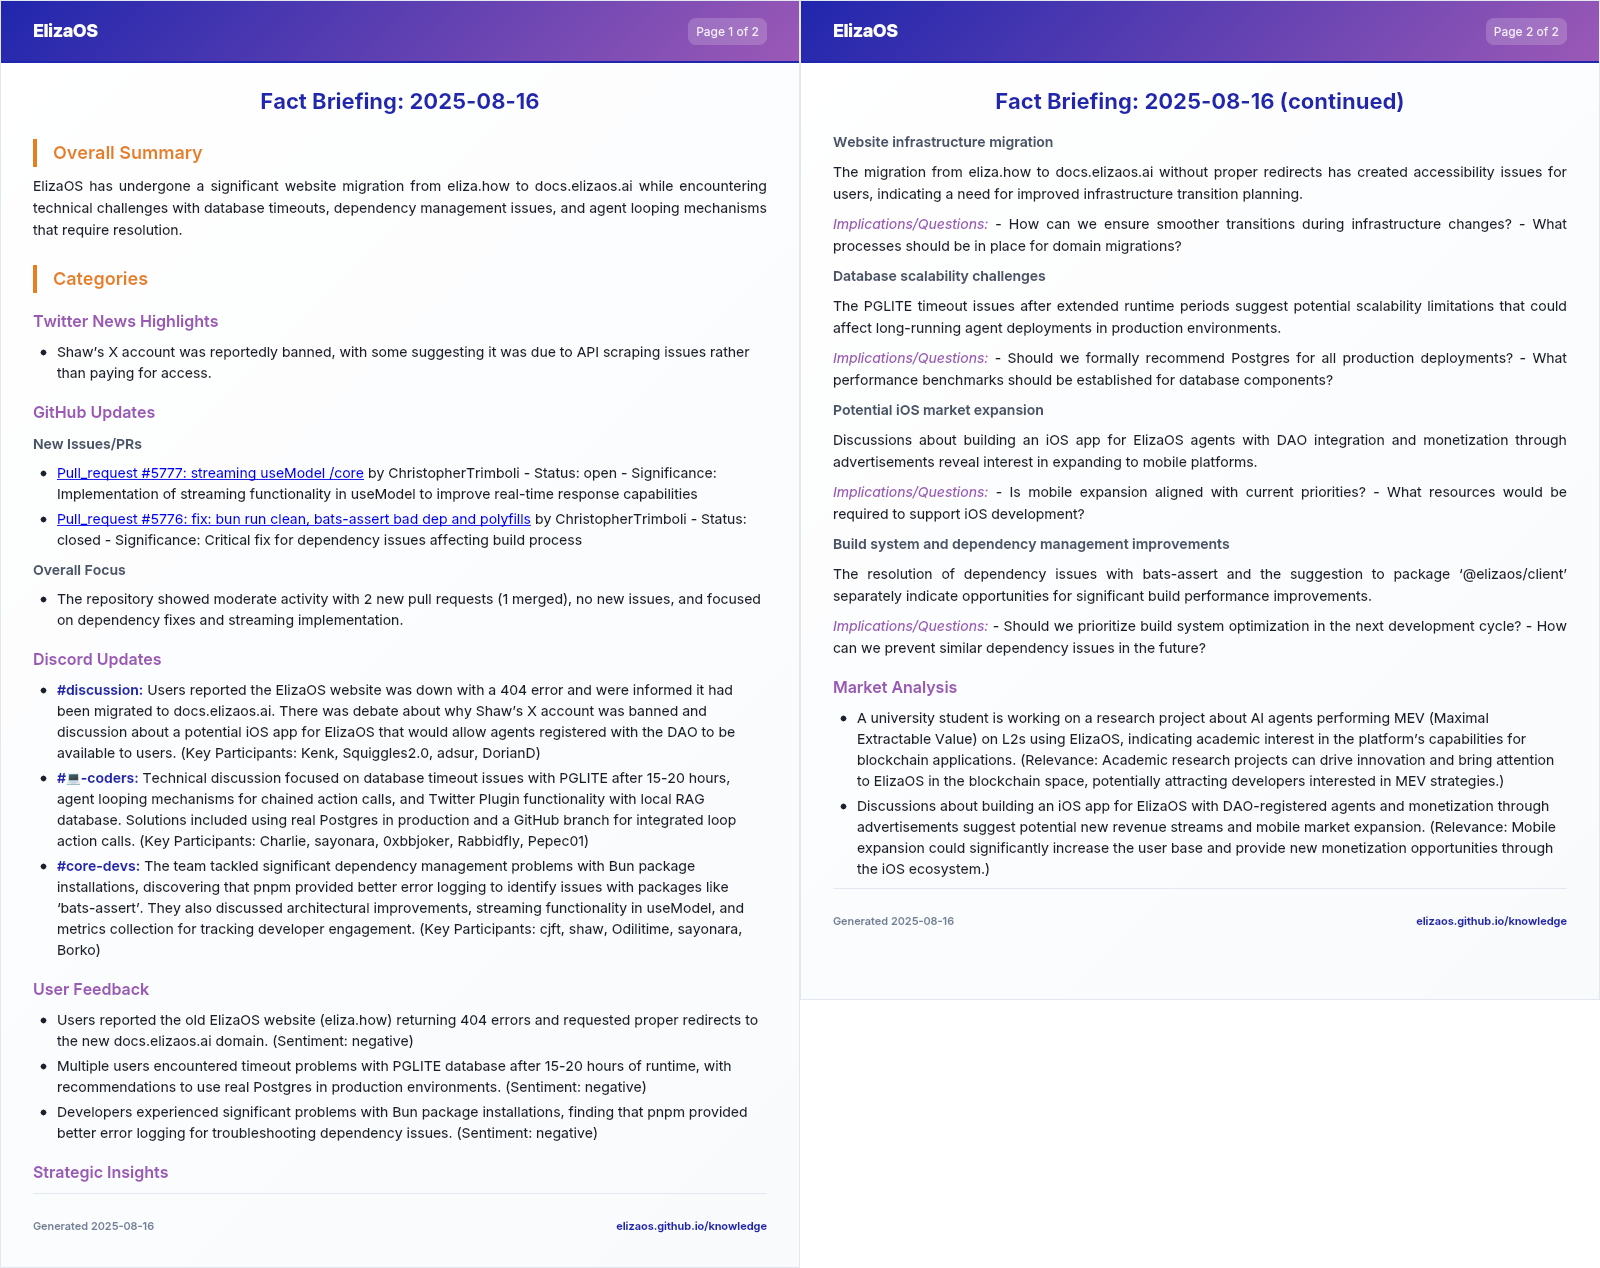 ElizaOS
Page 1 of 2
Fact Briefing: 2025-08-16
Overall Summary
ElizaOS has undergone a significant website migration from eliza.how to docs.elizaos.ai while encountering
technical challenges with database timeouts, dependency management issues, and agent looping mechanisms
that require resolution.
Categories
Twitter News Highlights
• Shaw’s X account was reportedly banned, with some suggesting it was due to API scraping issues rather
than paying for access.
GitHub Updates
New Issues/PRs
• Pull_request #5777: streaming useModel /core by ChristopherTrimboli - Status: open - Significance:
Implementation of streaming functionality in useModel to improve real-time response capabilities
• Pull_request #5776: fix: bun run clean, bats-assert bad dep and polyfills by ChristopherTrimboli - Status:
closed - Significance: Critical fix for dependency issues affecting build process
Overall Focus
• The repository showed moderate activity with 2 new pull requests (1 merged), no new issues, and focused
on dependency fixes and streaming implementation.
Discord Updates
• #discussion: Users reported the ElizaOS website was down with a 404 error and were informed it had
been migrated to docs.elizaos.ai. There was debate about why Shaw’s X account was banned and
discussion about a potential iOS app for ElizaOS that would allow agents registered with the DAO to be
available to users. (Key Participants: Kenk, Squiggles2.0, adsur, DorianD)
• #💻-coders: Technical discussion focused on database timeout issues with PGLITE after 15-20 hours,
agent looping mechanisms for chained action calls, and Twitter Plugin functionality with local RAG
database. Solutions included using real Postgres in production and a GitHub branch for integrated loop
action calls. (Key Participants: Charlie, sayonara, 0xbbjoker, Rabbidfly, Pepec01)
• #core-devs: The team tackled significant dependency management problems with Bun package
installations, discovering that pnpm provided better error logging to identify issues with packages like
‘bats-assert’. They also discussed architectural improvements, streaming functionality in useModel, and
metrics collection for tracking developer engagement. (Key Participants: cjft, shaw, Odilitime, sayonara,
Borko)
User Feedback
• Users reported the old ElizaOS website (eliza.how) returning 404 errors and requested proper redirects to
the new docs.elizaos.ai domain. (Sentiment: negative)
• Multiple users encountered timeout problems with PGLITE database after 15-20 hours of runtime, with
recommendations to use real Postgres in production environments. (Sentiment: negative)
• Developers experienced significant problems with Bun package installations, finding that pnpm provided
better error logging for troubleshooting dependency issues. (Sentiment: negative)
Strategic Insights
Generated 2025-08-16
elizaos.github.io/knowledge
ElizaOS
Page 2 of 2
Fact Briefing: 2025-08-16 (continued)
Website infrastructure migration
The migration from eliza.how to docs.elizaos.ai without proper redirects has created accessibility issues for
users, indicating a need for improved infrastructure transition planning.
Implications/Questions: - How can we ensure smoother transitions during infrastructure changes? - What
processes should be in place for domain migrations?
Database scalability challenges
The PGLITE timeout issues after extended runtime periods suggest potential scalability limitations that could
affect long-running agent deployments in production environments.
Implications/Questions: - Should we formally recommend Postgres for all production deployments? - What
performance benchmarks should be established for database components?
Potential iOS market expansion
Discussions about building an iOS app for ElizaOS agents with DAO integration and monetization through
advertisements reveal interest in expanding to mobile platforms.
Implications/Questions: - Is mobile expansion aligned with current priorities? - What resources would be
required to support iOS development?
Build system and dependency management improvements
The resolution of dependency issues with bats-assert and the suggestion to package ‘@elizaos/client’
separately indicate opportunities for significant build performance improvements.
Implications/Questions: - Should we prioritize build system optimization in the next development cycle? - How
can we prevent similar dependency issues in the future?
Market Analysis
• A university student is working on a research project about AI agents performing MEV (Maximal
Extractable Value) on L2s using ElizaOS, indicating academic interest in the platform’s capabilities for
blockchain applications. (Relevance: Academic research projects can drive innovation and bring attention
to ElizaOS in the blockchain space, potentially attracting developers interested in MEV strategies.)
• Discussions about building an iOS app for ElizaOS with DAO-registered agents and monetization through
advertisements suggest potential new revenue streams and mobile market expansion. (Relevance: Mobile
expansion could significantly increase the user base and provide new monetization opportunities through
the iOS ecosystem.)
Generated 2025-08-16
elizaos.github.io/knowledge